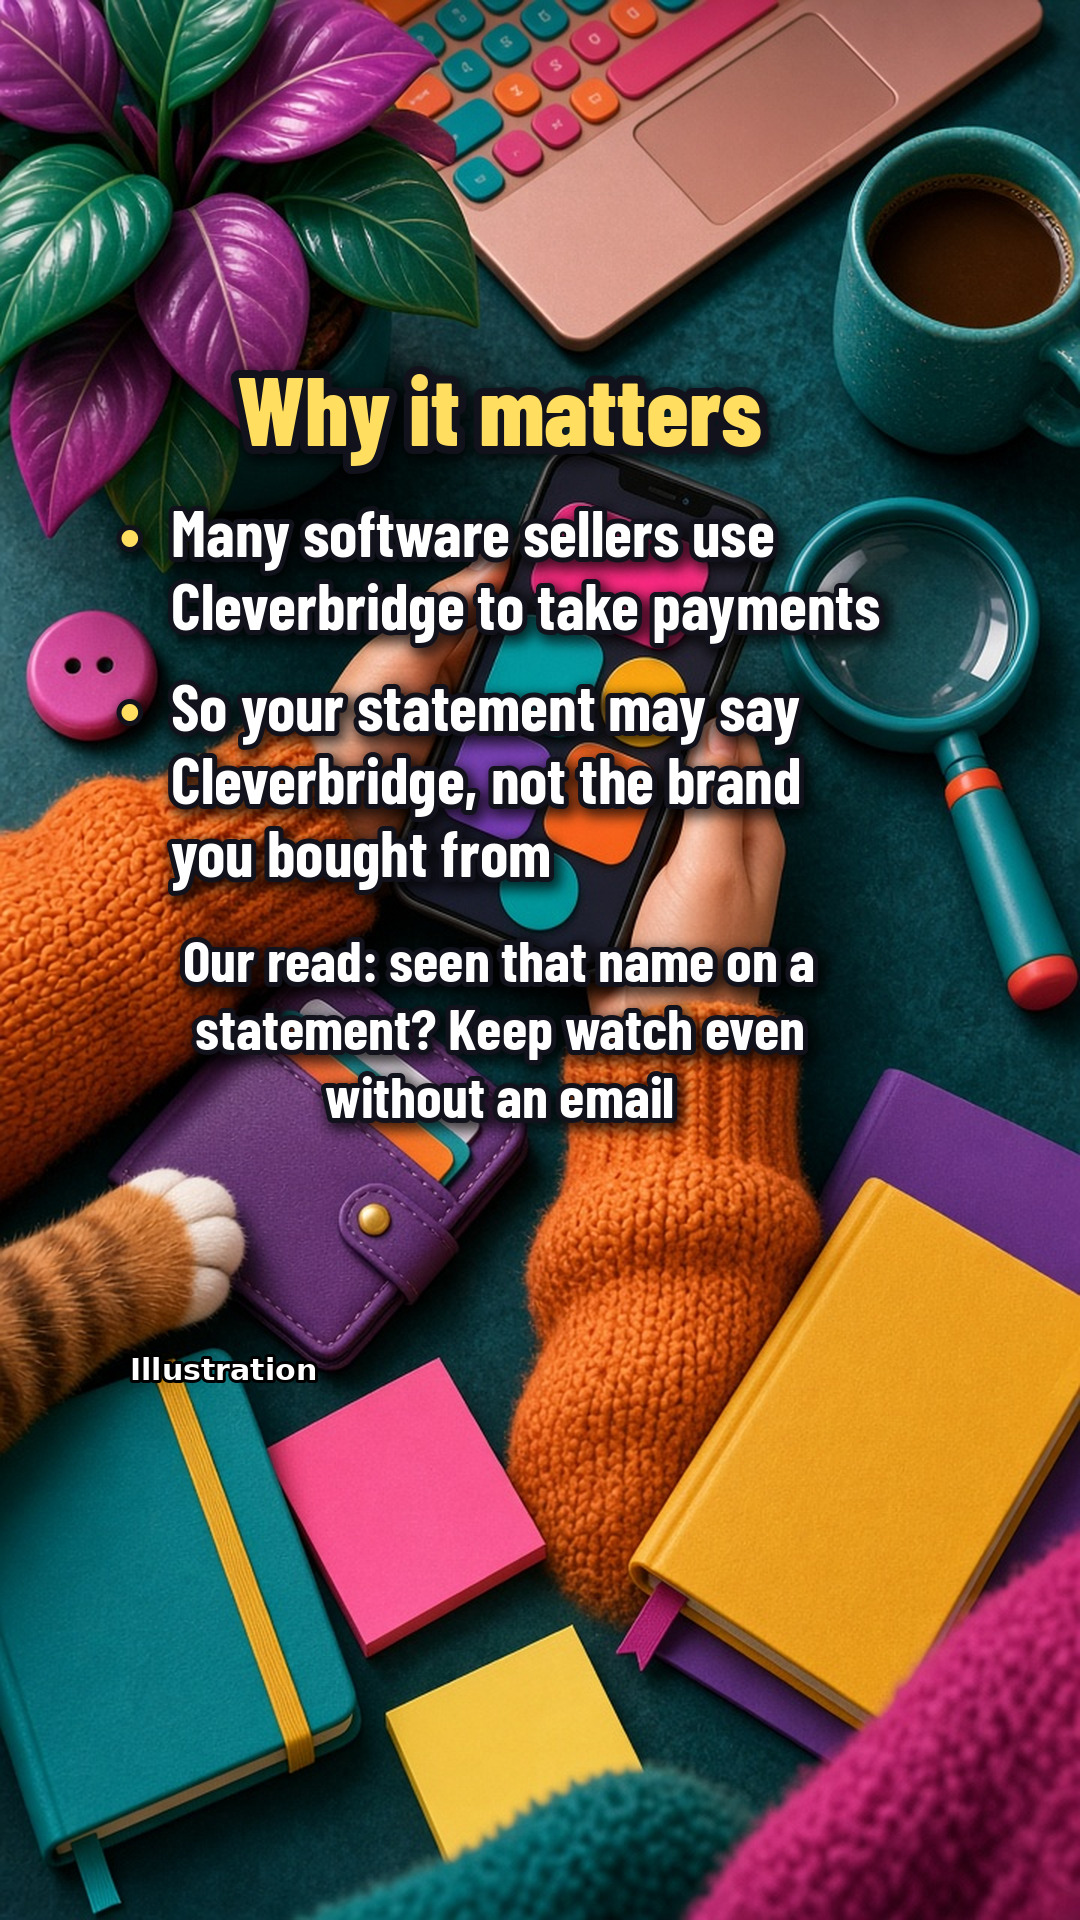 Why it matters
• Many software sellers use
Cleverbridge to take payments
• So your statement may say
Cleverbridge, not the brand
you bought from
Our read: seen that name on a
statement? Keep watch even
without an email
Illustration